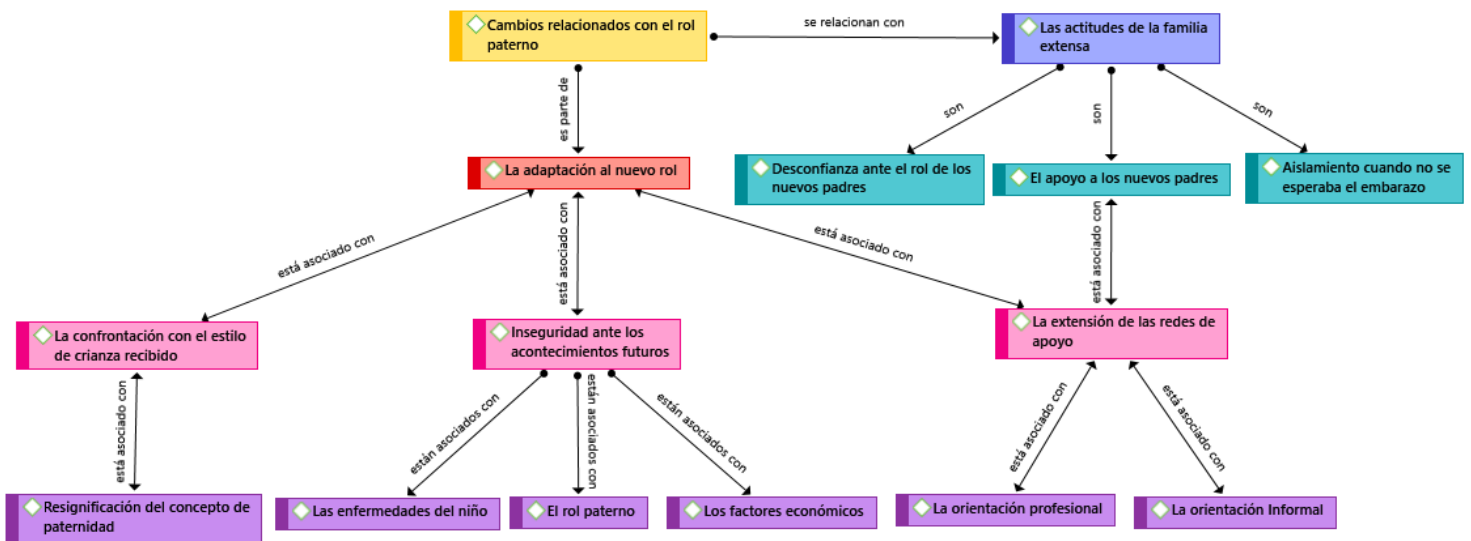 Cambios relacionados con el rol
paterno
se relacionan con
Las actitudes de la familia
extensa
es parte de
son
son
son
La adaptación al nuevo rol
Desconfianza ante el rol de los
nuevos padres
El apoyo a los nuevos padres
Aislamiento cuando no se
esperaba el embarazo
está asociado con
está asociado con
está asociado con
está asociado con
La confrontación con el estilo
de crianza recibido
Inseguridad ante los
acontecimientos futuros
La extensión de las redes de
apoyo
está asociado con
están asociados con
están asociados con
están asociados con
está asociado con
está asociado con
Resignificación del concepto de
paternidad
Las enfermedades del niño
El rol paterno
Los factores económicos
La orientación profesional
La orientación Informal